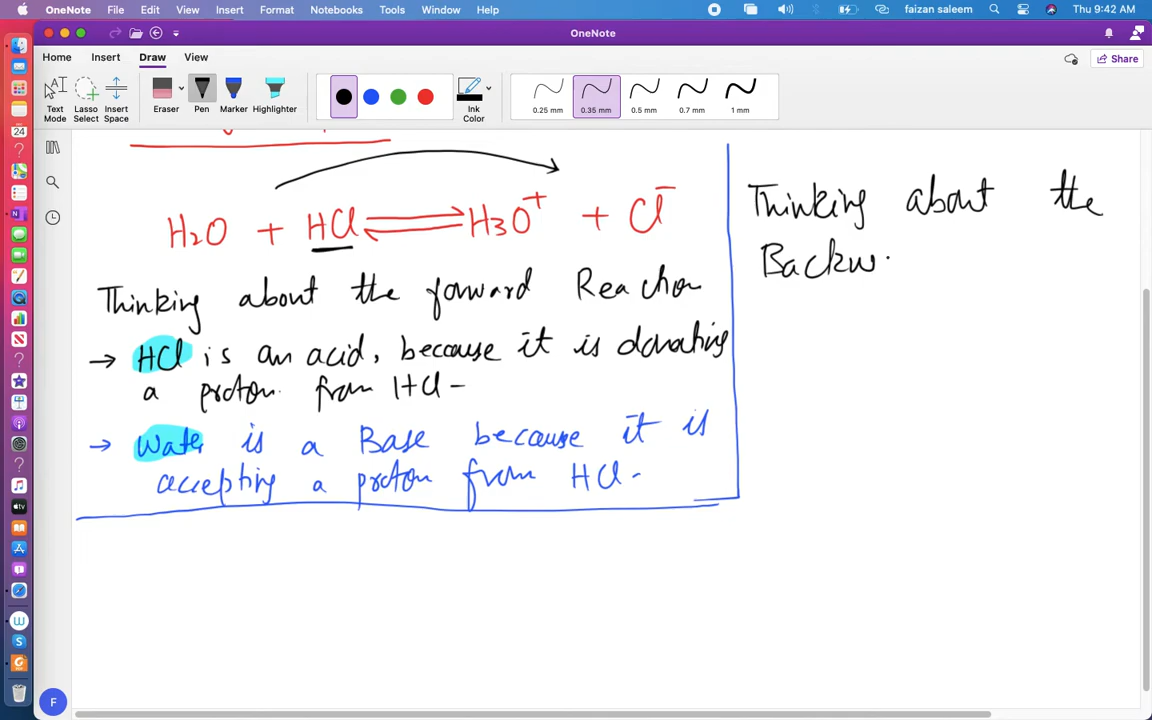 OneNote File Edit View Insert Format Notebooks Tools Window Help faizan saleem Thu 9:42 AM
OneNote
Home Insert Draw View Share
Text Mode Lasso Select Insert Space Eraser Pen Marker Highlighter Ink Color 0.25 mm 0.35 mm 0.5 mm 0.7 mm 1 mm
H₂O + HCl ⇌ H₃O⁺ + Cl⁻
Thinking about the forward Reaction
→ HCl is an acid, because it is donating
a proton from HCl -
→ Water is a Base because it is
accepting a proton from HCl -
Thinking about the
Backw
24
F